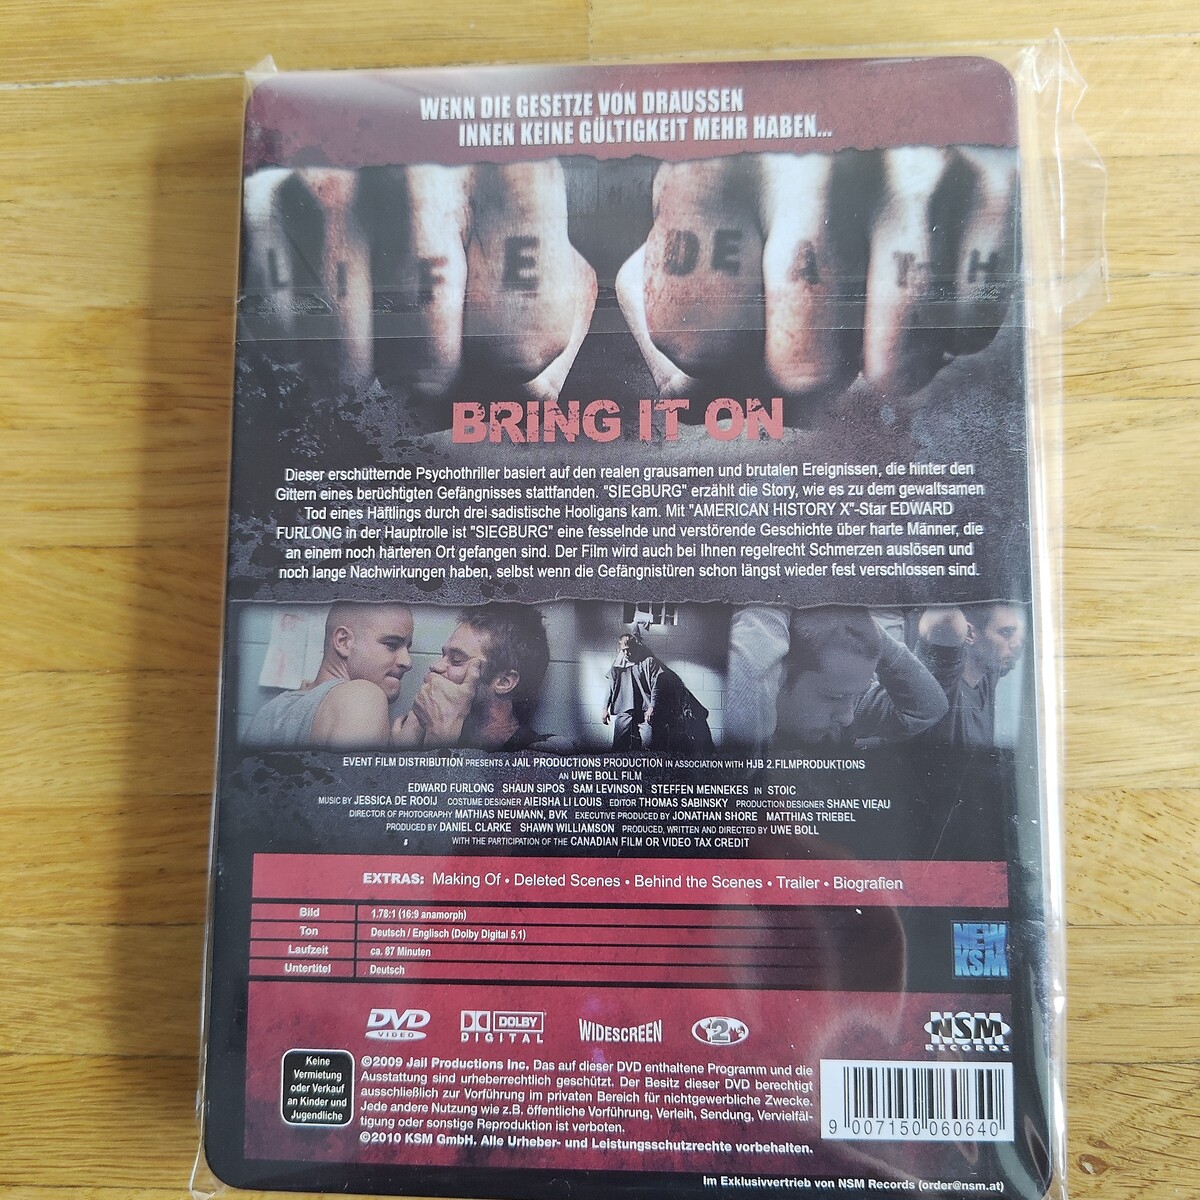 WENN DIE GESETZE VON DRAUSSEN
INNEN KEINE GÜLTIGKEIT MEHR HABEN...
LIFE DEATH
BRING IT ON
Dieser erschütternde Psychothriller basiert auf den realen grausamen und brutalen Ereignissen, die hinter den
Gittern eines berüchtigten Gefängnisses stattfanden. "SIEGBURG" erzählt die Story, wie es zu dem gewaltsamen
Tod eines Häftlings durch drei sadistische Hooligans kam. Mit "AMERICAN HISTORY X"-Star EDWARD
FURLONG in der Hauptrolle ist "SIEGBURG" eine fesselnde und verstörende Geschichte über harte Männer, die
an einem noch härteren Ort gefangen sind. Der Film wird auch bei Ihnen regelrecht Schmerzen auslösen und
noch lange Nachwirkungen haben, selbst wenn die Gefängnistüren schon längst wieder fest verschlossen sind.
EVENT FILM DISTRIBUTION PRESENTS A JAIL PRODUCTIONS PRODUCTION IN ASSOCIATION WITH HJB 2.FILMPRODUKTIONS
AN UWE BOLL FILM
EDWARD FURLONG SHAUN SIPOS SAM LEVINSON STEFFEN MENNEKES IN STOIC
MUSIC BY JESSICA DE ROOIJ COSTUME DESIGNER AIEISHA LI LOUIS EDITOR THOMAS SABINSKY PRODUCTION DESIGNER SHANE VIEAU
DIRECTOR OF PHOTOGRAPHY MATHIAS NEUMANN, BVK EXECUTIVE PRODUCED BY JONATHAN SHORE MATTHIAS TRIEBEL
PRODUCED BY DANIEL CLARKE SHAWN WILLIAMSON PRODUCED, WRITTEN AND DIRECTED BY UWE BOLL
WITH THE PARTICIPATION OF THE CANADIAN FILM OR VIDEO TAX CREDIT
EXTRAS: Making Of • Deleted Scenes • Behind the Scenes • Trailer • Biografien
Bild 1.78:1 (16:9 anamorph)
Ton Deutsch / Englisch (Dolby Digital 5.1)
Laufzeit ca. 87 Minuten
Untertitel Deutsch
NEW
KSM
DVD
VIDEO
DOLBY
DIGITAL
WIDESCREEN
2
NSM
RECORDS
Keine
Vermietung
oder Verkauf
an Kinder und
Jugendliche
©2009 Jail Productions Inc. Das auf dieser DVD enthaltene Programm und die
Ausstattung sind urheberrechtlich geschützt. Der Besitz dieser DVD berechtigt
ausschließlich zur Vorführung im privaten Bereich für nichtgewerbliche Zwecke.
Jede andere Nutzung wie z.B. öffentliche Vorführung, Verleih, Sendung, Vervielfäl-
tigung oder sonstige Reproduktion ist verboten.
©2010 KSM GmbH. Alle Urheber- und Leistungsschutzrechte vorbehalten.
9 007150 060640
Im Exklusivvertrieb von NSM Records (order@nsm.at)